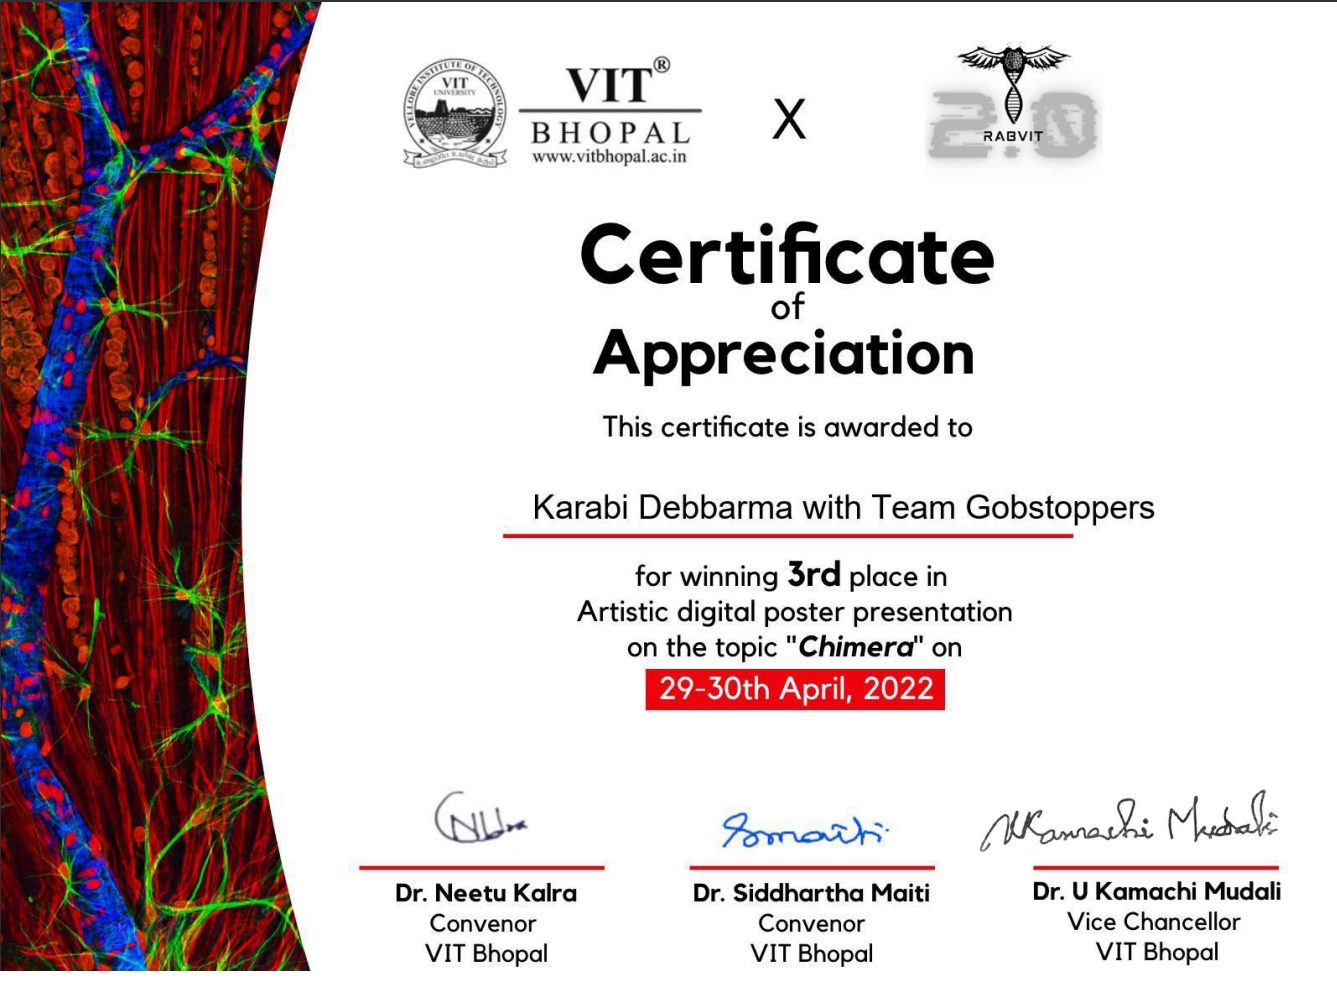 VELLORE INSTITUTE OF TECHNOLOGY
VIT
UNIVERSITY
VIT®
BHOPAL
www.vitbhopal.ac.in
X
2.0
RABVIT
Certificate
of
Appreciation
This certificate is awarded to
Karabi Debbarma with Team Gobstoppers
for winning 3rd place in
Artistic digital poster presentation
on the topic "Chimera" on
29-30th April, 2022
Kamachi Mudali
Dr. Neetu Kalra
Convenor
VIT Bhopal
Smaiti
Dr. Siddhartha Maiti
Convenor
VIT Bhopal
Dr. U Kamachi Mudali
Vice Chancellor
VIT Bhopal